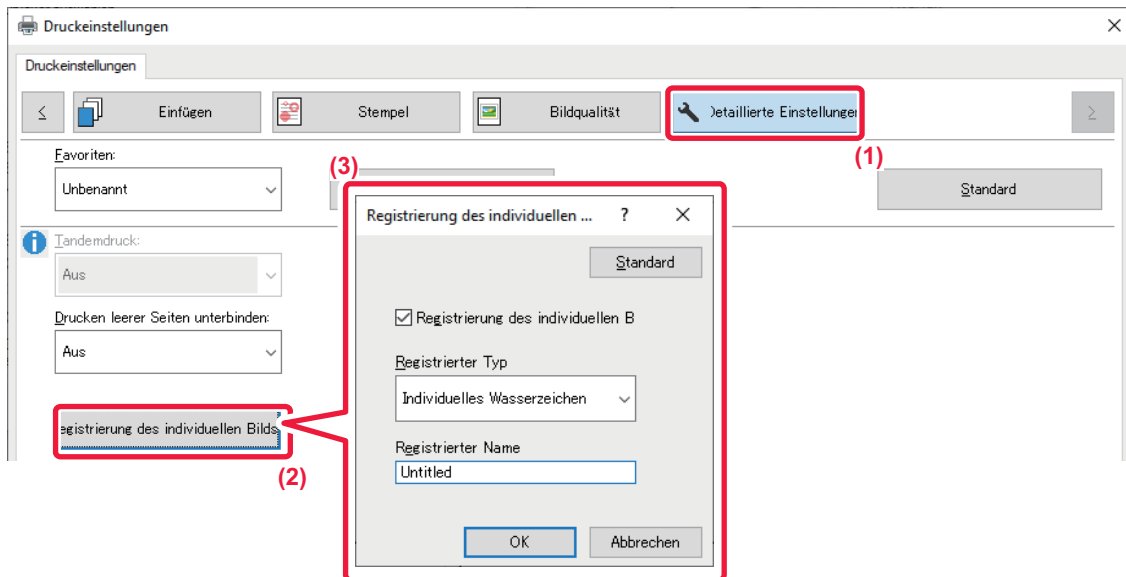 Druckeinstellungen
Druckeinstellungen
Einfügen
Stempel
Bildqualität
Detaillierte Einstellungen
(1)
Favoriten:
Unbenannt
Standard
Tandemdruck:
Aus
Drucken leerer Seiten unterbinden:
Aus
egistrierung des individuellen Bilds
(2)
(3)
Registrierung des individuellen ... ?
Standard
Registrierung des individuellen B
Registrierter Typ
Individuelles Wasserzeichen
Registrierter Name
Untitled
OK
Abbrechen